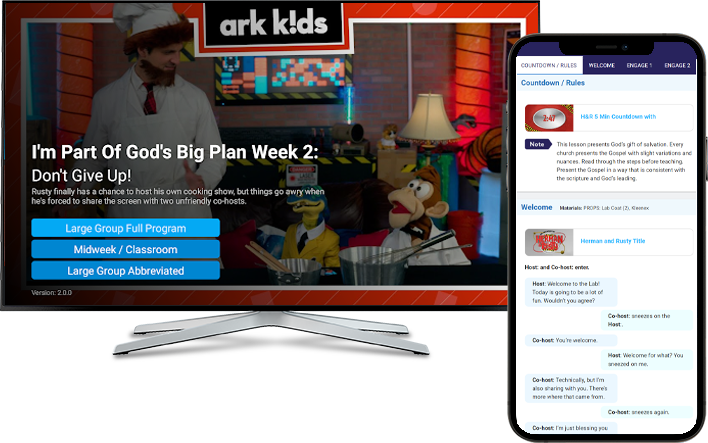 ark k!ds
I'm Part Of God's Big Plan Week 2:
Don't Give Up!
Rusty finally has a chance to host his own cooking show, but things go awry when
he's forced to share the screen with two unfriendly co-hosts.
Large Group Full Program
Midweek / Classroom
Large Group Abbreviated
Version: 2.0.0
COUNTDOWN / RULES WELCOME ENGAGE 1 ENGAGE 2
Countdown / Rules
2:47
H&R 5 Min Countdown with
Note
This lesson presents God's gift of salvation. Every
church presents the Gospel with slight variations and
nuances. Read through the steps before teaching.
Present the Gospel in a way that is consistent with
the scripture and God's leading.
Welcome Materials: PROPS: Lab Coat (2), Kleenex
Herman and Rusty Title
Host: and Co-host: enter.
Host: Welcome to the Lab!
Today is going to be a lot of
fun. Wouldn't you agree?
Co-host: sneezes on the
Host.
Co-host: You're welcome.
Host: Welcome for what? You
sneezed on me.
Co-host: Technically, but I'm
also sharing with you. There's
more where that came from.
Co-host: sneezes again.
Co-host: I'm just blessing you